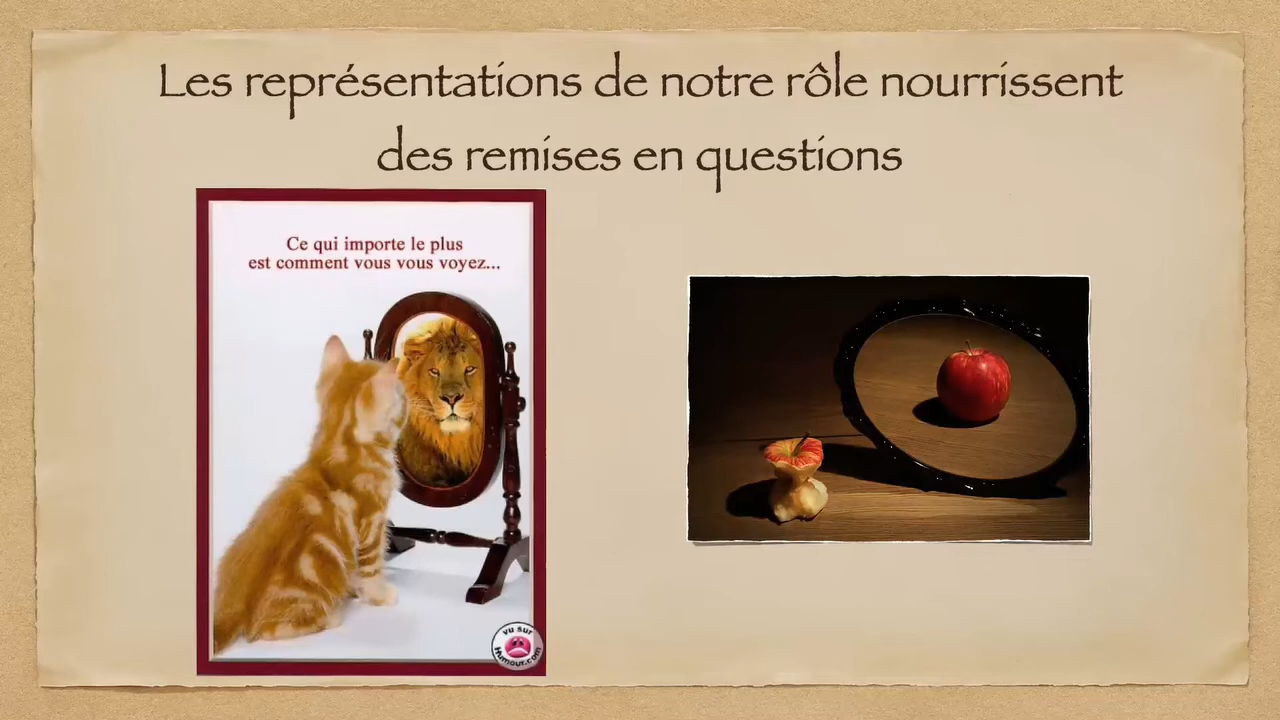 Les représentations de notre rôle nourrissent
des remises en questions
Ce qui importe le plus
est comment vous vous voyez...
vu sur
Humour.com